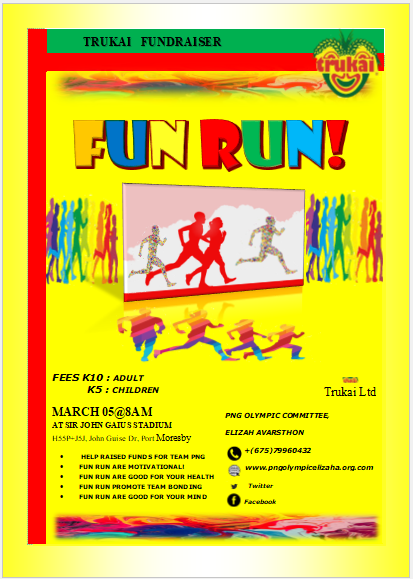 TRUKAI FUNDRAISER
trukai
FUN RUN!
FEES K10 : ADULT
K5 : CHILDREN
Trukai Ltd
MARCH 05@8AM
AT SIR JOHN GAIUS STADIUM
H55P+J5J, John Guise Dr, Port Moresby
• HELP RAISED FUNDS FOR TEAM PNG
• FUN RUN ARE MOTIVATIONAL!
• FUN RUN ARE GOOD FOR YOUR HEALTH
• FUN RUN PROMOTE TEAM BONDING
• FUN RUN ARE GOOD FOR YOUR MIND
PNG OLYMPIC COMMITTEE,
ELIZAH AVARSTHON
+(675)79960432
www.pngolympicelizaha.org.com
Twitter
Facebook